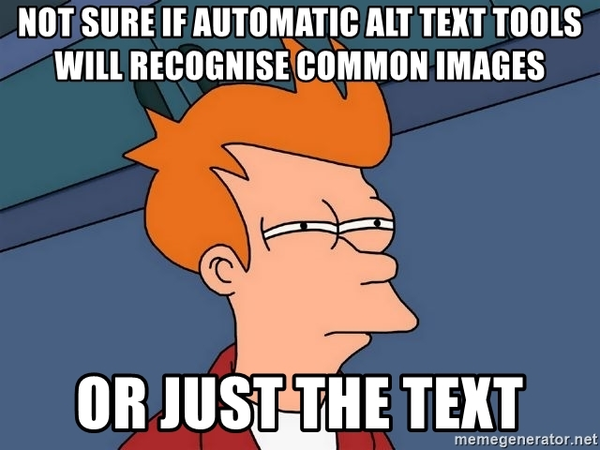 NOT SURE IF AUTOMATIC ALT TEXT TOOLS
WILL RECOGNISE COMMON IMAGES
OR JUST THE TEXT
memegenerator.net